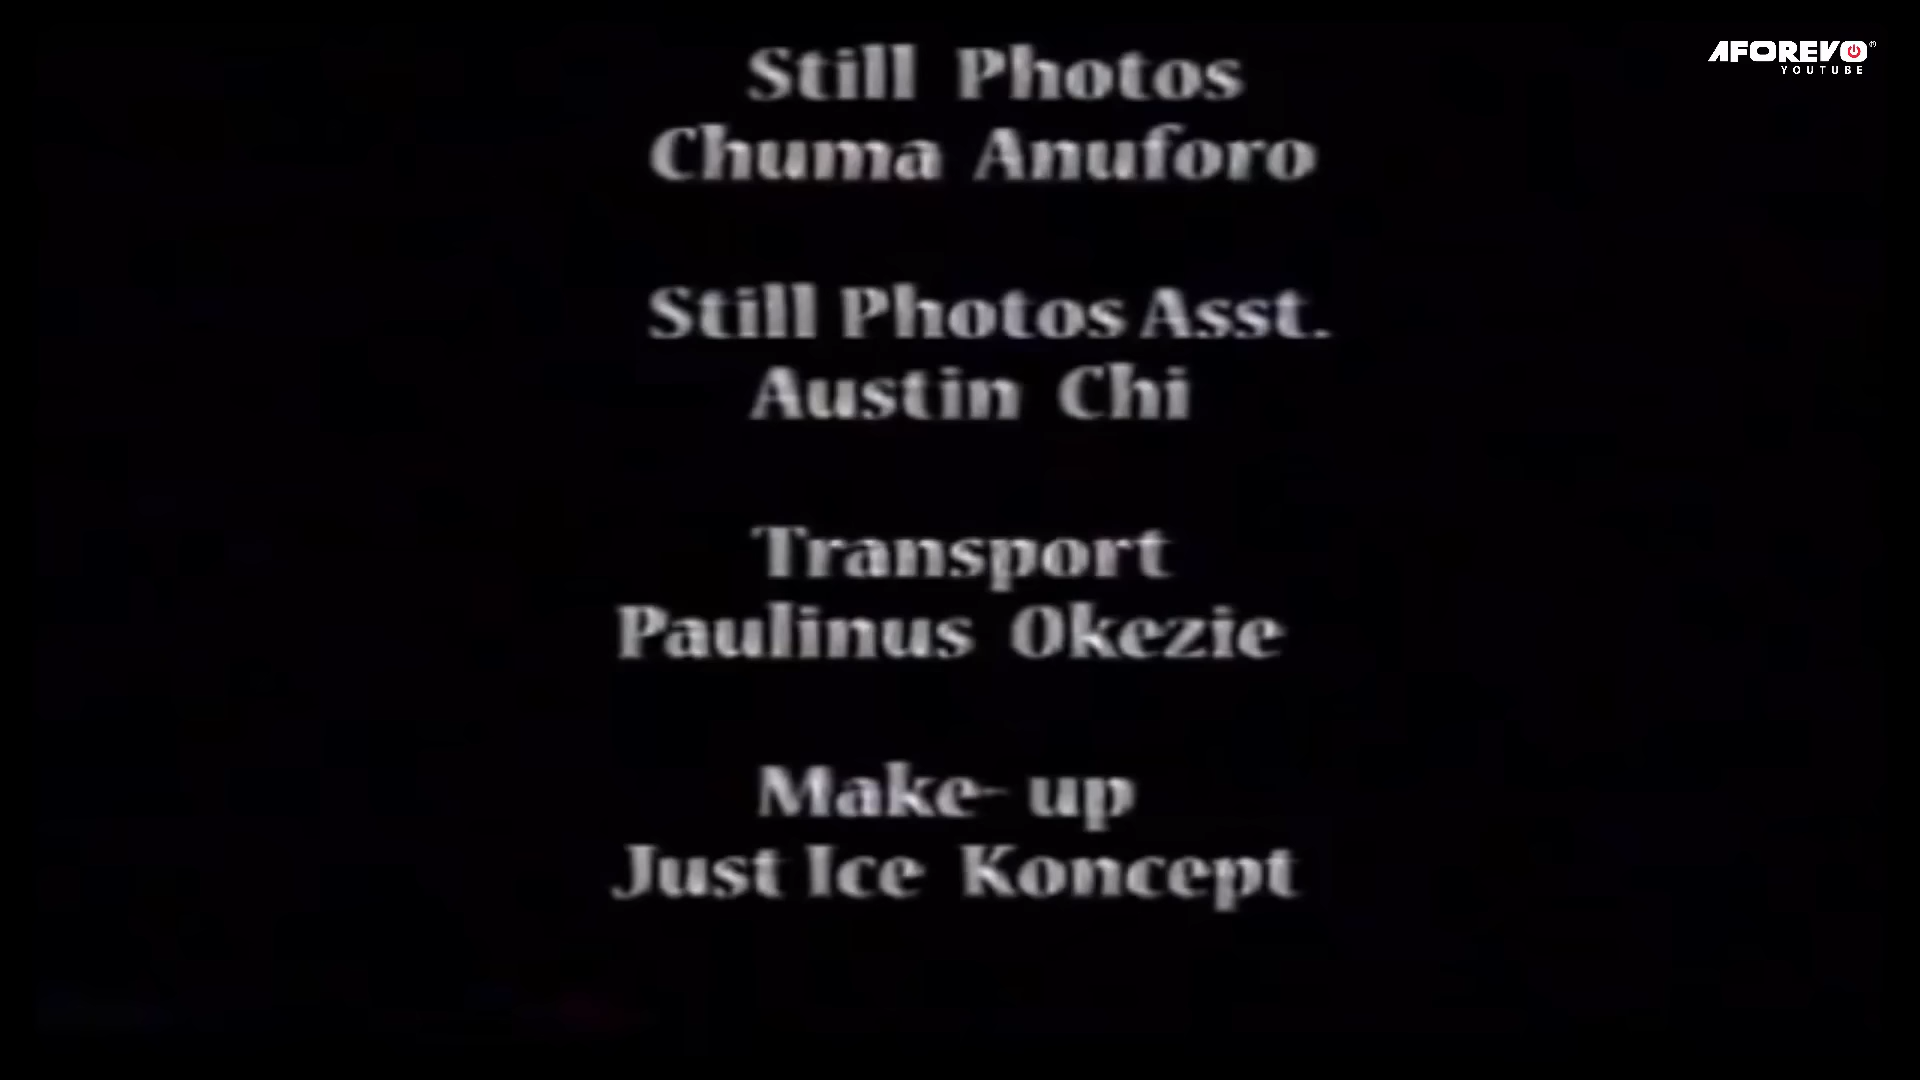 AFOREVO
YOUTUBE
Still Photos
Chuma Anuforo
Still Photos Asst.
Austin Chi
Transport
Paulinus Okezie
Make- up
Just Ice Koncept